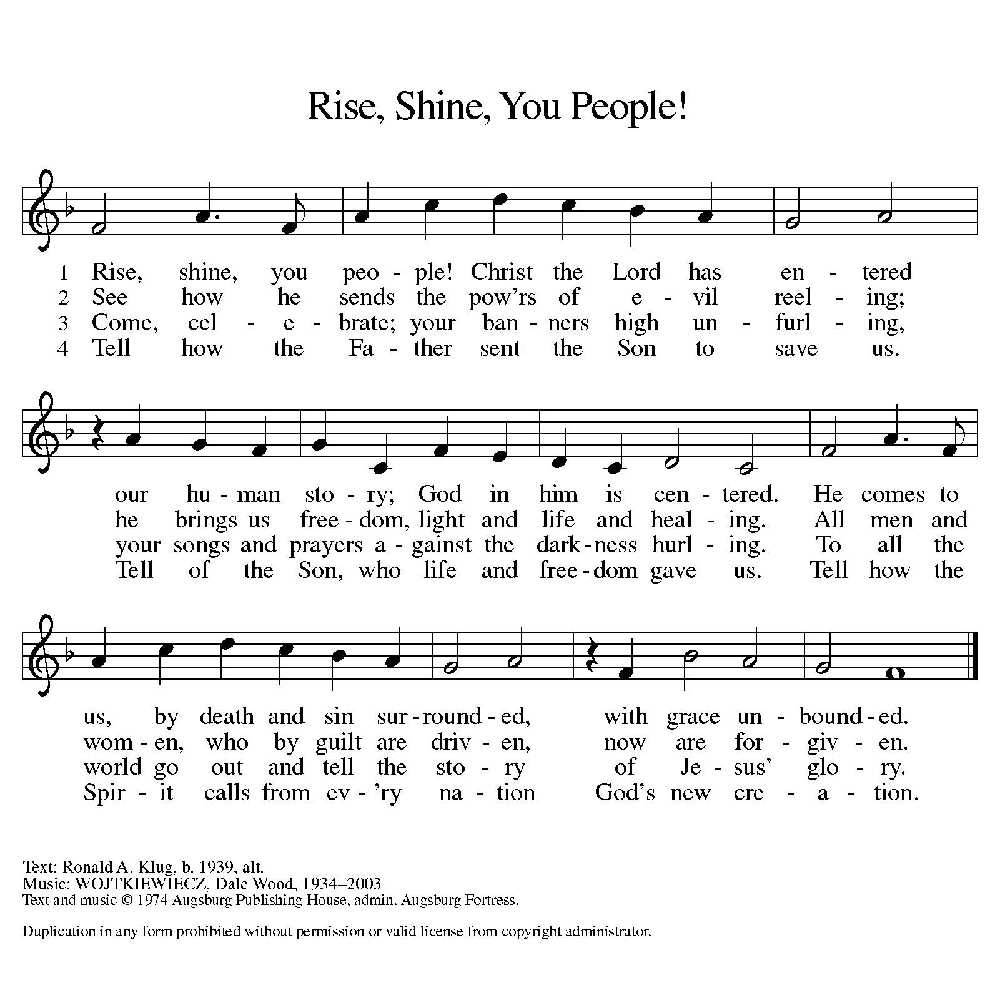 Rise, Shine, You People!
1 Rise, shine, you peo - ple! Christ the Lord has en - tered
2 See how he sends the pow’rs of e - vil reel - ing;
3 Come, cel - e - brate; your ban - ners high un - furl - ing,
4 Tell how the Fa - ther sent the Son to save us.
our hu - man sto - ry; God in him is cen - tered. He comes to
he brings us free - dom, light and life and heal - ing. All men and
your songs and prayers a - gainst the dark - ness hurl - ing. To all the
Tell of the Son, who life and free - dom gave us. Tell how the
us, by death and sin sur - round - ed, with grace un - bound - ed.
wom - en, who by guilt are driv - en, now are for - giv - en.
world go out and tell the sto - ry of Je - sus’ glo - ry.
Spir - it calls from ev - ’ry na - tion God’s new cre - a - tion.
Text: Ronald A. Klug, b. 1939, alt.
Music: WOJTKIEWIECZ, Dale Wood, 1934–2003
Text and music © 1974 Augsburg Publishing House, admin. Augsburg Fortress.
Duplication in any form prohibited without permission or valid license from copyright administrator.